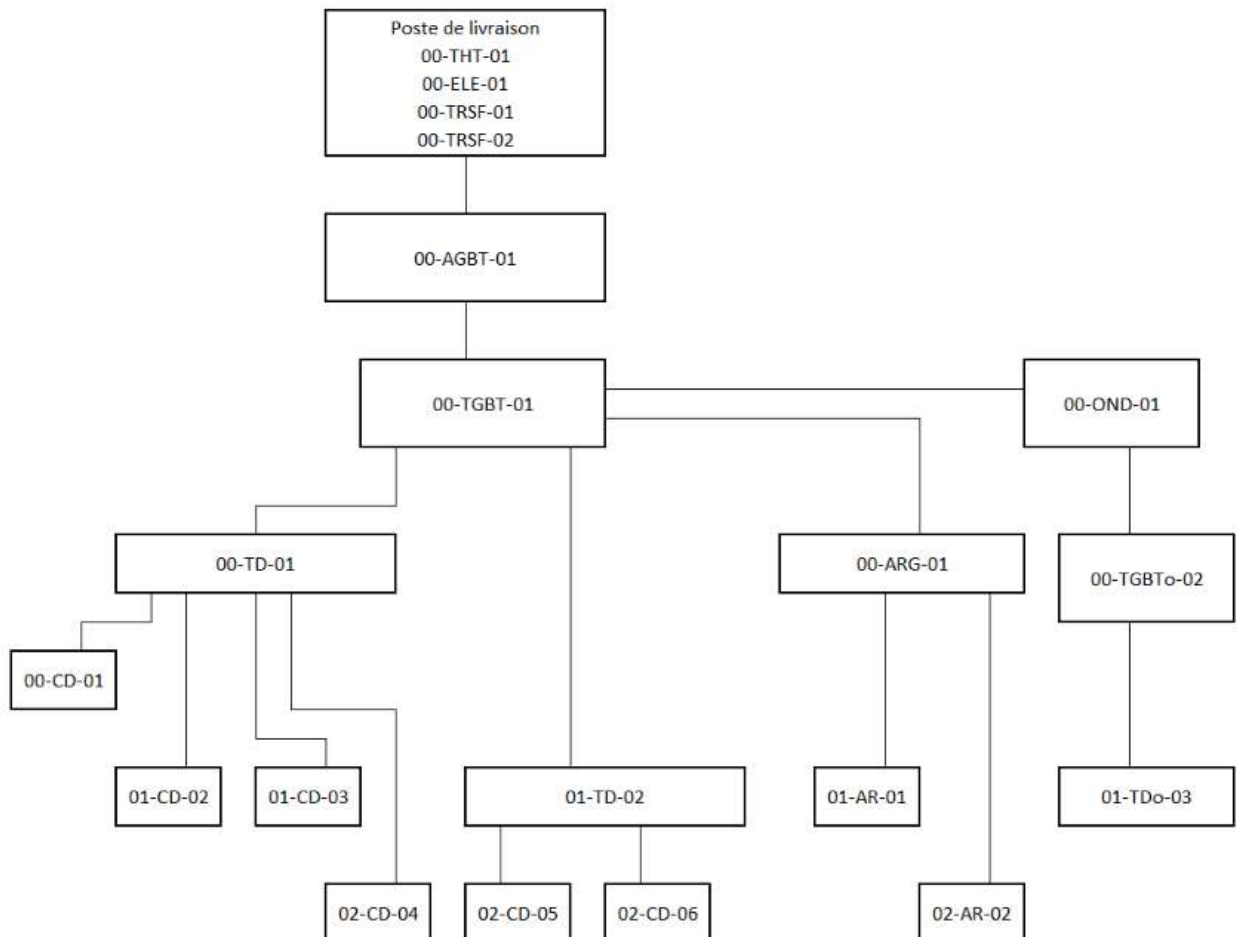 Poste de livraison
00-THT-01
00-ELE-01
00-TRSF-01
00-TRSF-02
00-AGBT-01
00-TGBT-01
00-OND-01
00-TD-01
00-ARG-01
00-TGBTo-02
00-CD-01
01-CD-02
01-CD-03
01-TD-02
01-AR-01
01-TDo-03
02-CD-04
02-CD-05
02-CD-06
02-AR-02